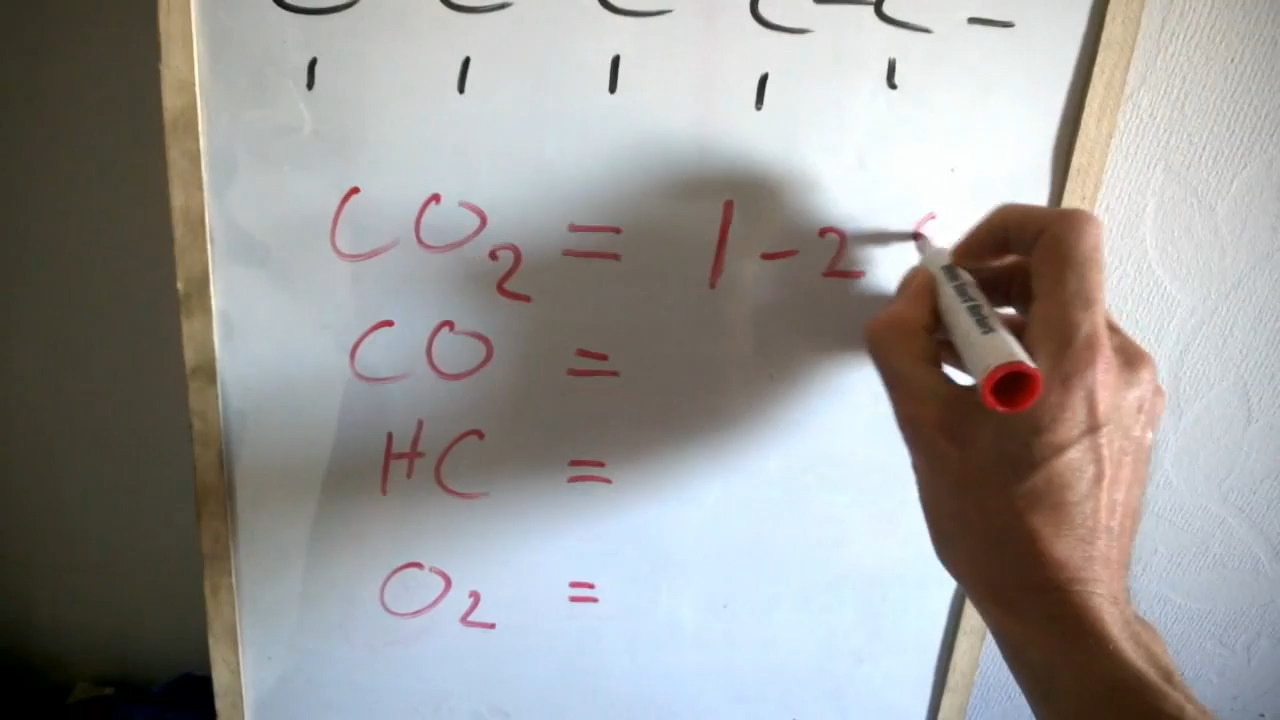 CO2 = 1 - 2
CO =
HC =
O2 =